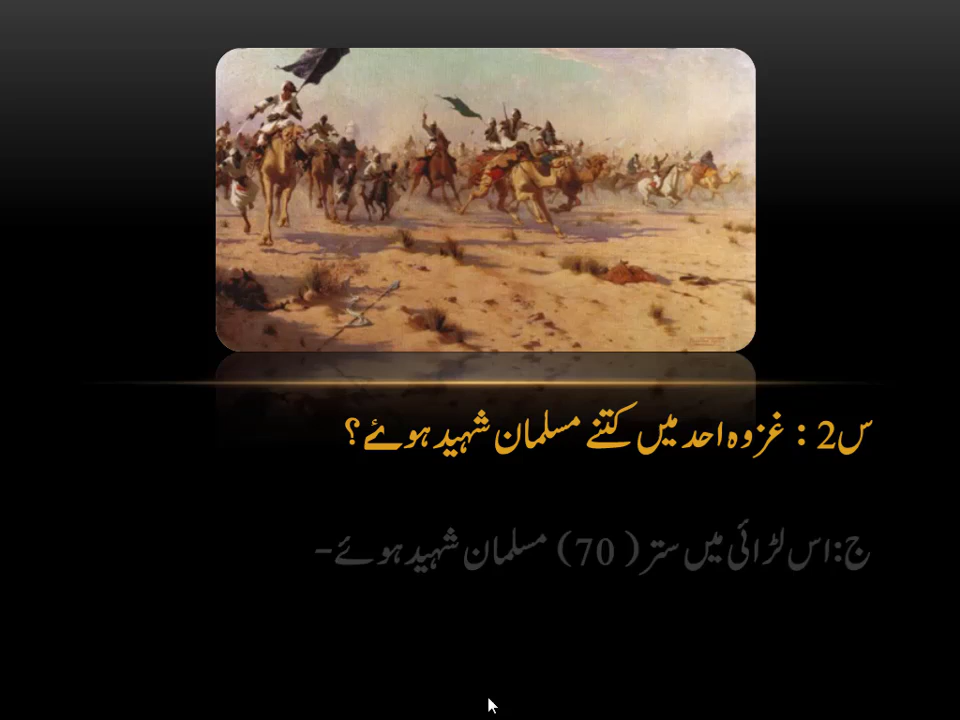 س2 : غزوہ احد میں کتنے مسلمان شہید ہوئے؟
ج:اس لڑائی میں ستر( 70) مسلمان شہید ہوئے-